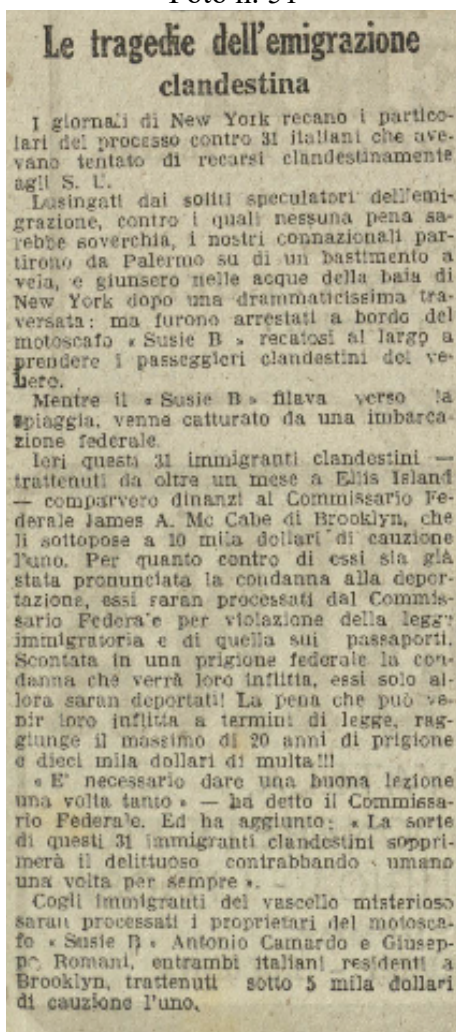 Foto n. 31
Le tragedie dell'emigrazione
clandestina
I giornali di New York recano i partico-
lari del processo contro 31 italiani che ave-
vano tentato di recarsi clandestinamente
agli S. U.
Lusingati dai soliti speculatori dell'emi-
grazione, contro i quali nessuna pena sa-
rebbe soverchia, i nostri connazionali par-
tirono da Palermo su di un bastimento a
vela, e giunsero nelle acque della baia di
New York dopo una drammaticissima tra-
versata: ma furono arrestati a bordo del
motoscafo « Susie B » recatosi al largo a
prendere i passeggieri clandestini del ve-
liero.
Mentre il « Susie B » filava verso la
spiaggia, venne catturato da una imbarca-
zione federale.
Ieri questi 31 immigranti clandestini —
trattenuti da oltre un mese a Ellis Island
— comparvero dinanzi al Commissario Fe-
derale James A. Mc Cabe di Brooklyn, che
li sottopose a 10 mila dollari di cauzione
l'uno. Per quanto contro di essi sia già
stata pronunciata la condanna alla depor-
tazione, essi saran processati dal Commis-
sario Federale per violazione della legge
immigratoria e di quella sui passaporti.
Scontata in una prigione federale la con-
danna che verrà loro inflitta, essi solo al-
lora saran deportati! La pena che può ve-
nir loro inflitta a termini di legge, rag-
giunge il massimo di 20 anni di prigione
e dieci mila dollari di multa!!!
« E' necessario dare una buona lezione
una volta tanto » — ha detto il Commissa-
rio Federale. Ed ha aggiunto: « La sorte
di questi 31 immigranti clandestini soppri-
merà il delittuoso contrabbando umano
una volta per sempre ».
Cogli immigranti del vascello misterioso
saran processati i proprietari del motosca-
fo « Susie B » Antonio Camardo e Giusep-
pe Romani, entrambi italiani residenti a
Brooklyn, trattenuti sotto 5 mila dollari
di cauzione l'uno.